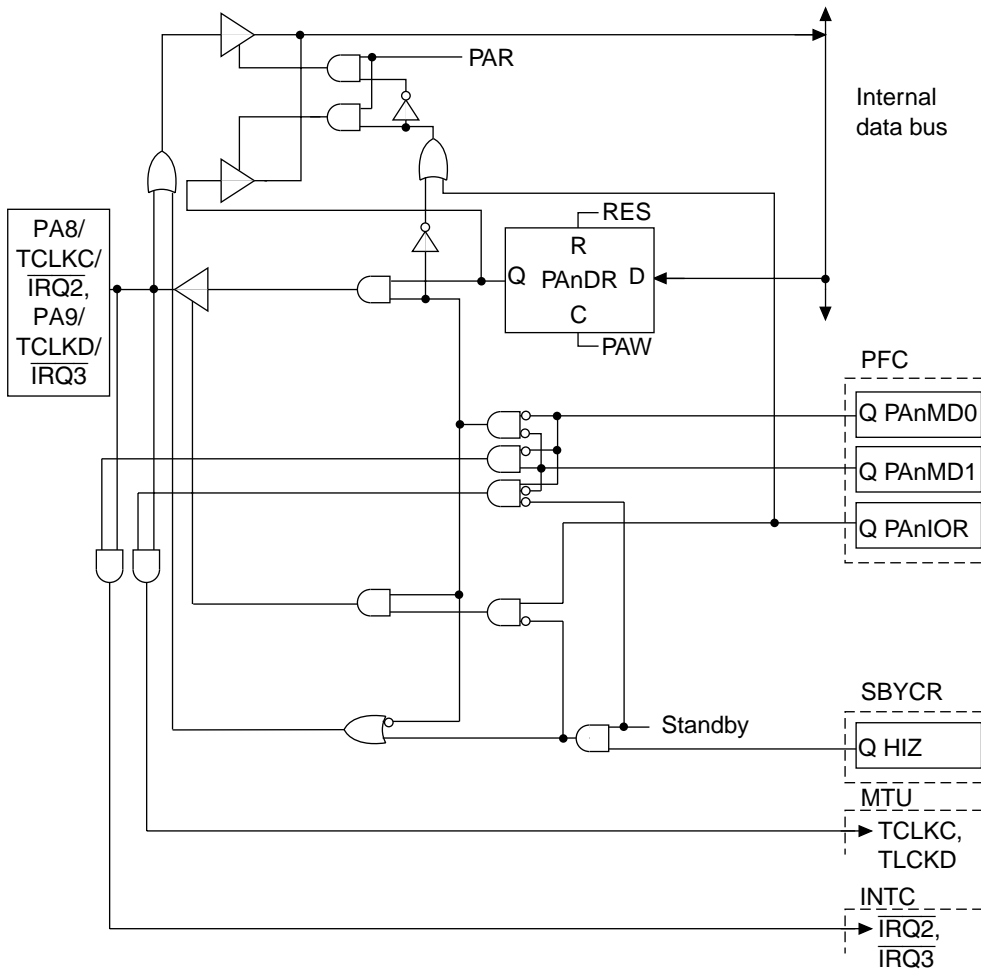 PAR
Internal
data bus
RES
R
Q PAnDR D
C
PAW
PA8/
TCLKC/
IRQ2,
PA9/
TCLKD/
IRQ3
PFC
Q PAnMD0
Q PAnMD1
Q PAnIOR
SBYCR
Standby
Q HIZ
MTU
TCLKC,
TLCKD
INTC
IRQ2,
IRQ3